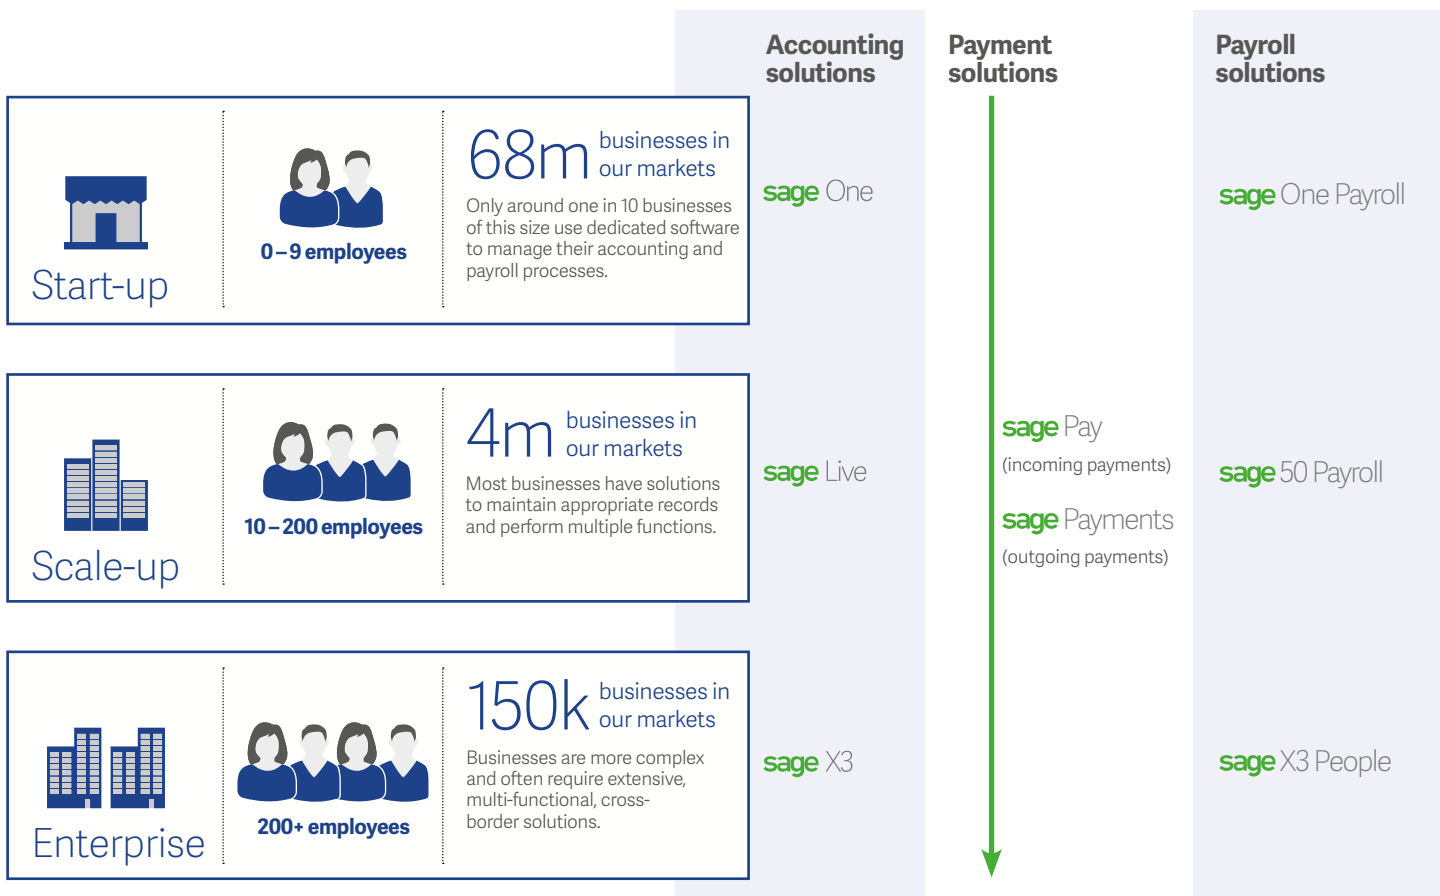 Accounting
solutions
Payment
solutions
Payroll
solutions
Start-up
0–9 employees
68m businesses in
our markets
Only around one in 10 businesses
of this size use dedicated software
to manage their accounting and
payroll processes.
sage One
sage One Payroll
Scale-up
10–200 employees
4m businesses in
our markets
Most businesses have solutions
to maintain appropriate records
and perform multiple functions.
sage Live
sage Pay
(incoming payments)
sage Payments
(outgoing payments)
sage 50 Payroll
Enterprise
200+ employees
150k businesses in
our markets
Businesses are more complex
and often require extensive,
multi-functional, cross-
border solutions.
sage X3
sage X3 People